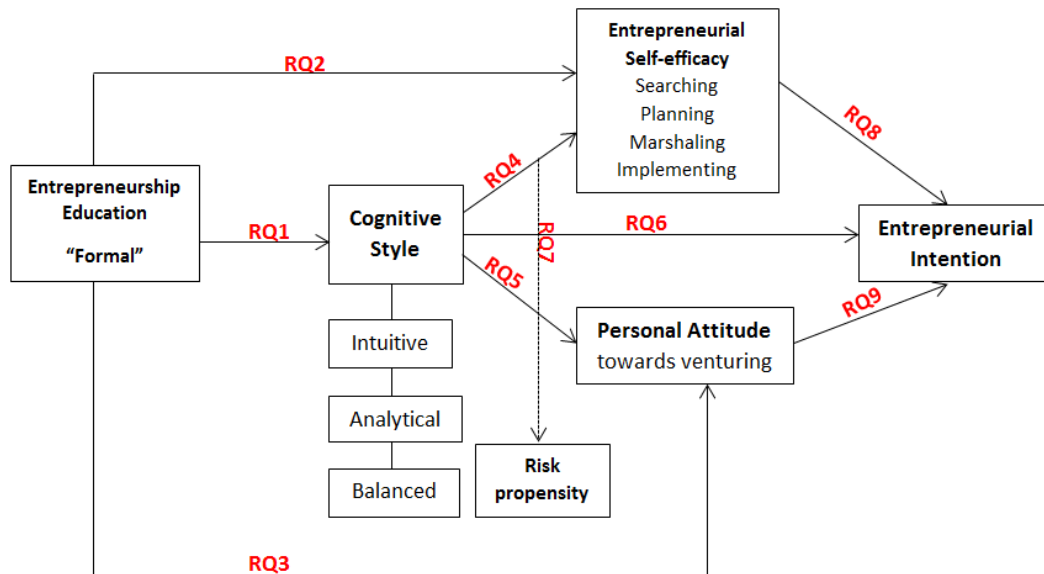 Entrepreneurial
Self-efficacy
Searching
Planning
Marshaling
Implementing
RQ2
RQ8
RQ4
Entrepreneurship
Education
“Formal”
RQ1
Cognitive
Style
RQ6
RQ7
RQ5
Entrepreneurial
Intention
RQ9
Personal Attitude
towards venturing
Intuitive
Analytical
Balanced
Risk
propensity
RQ3